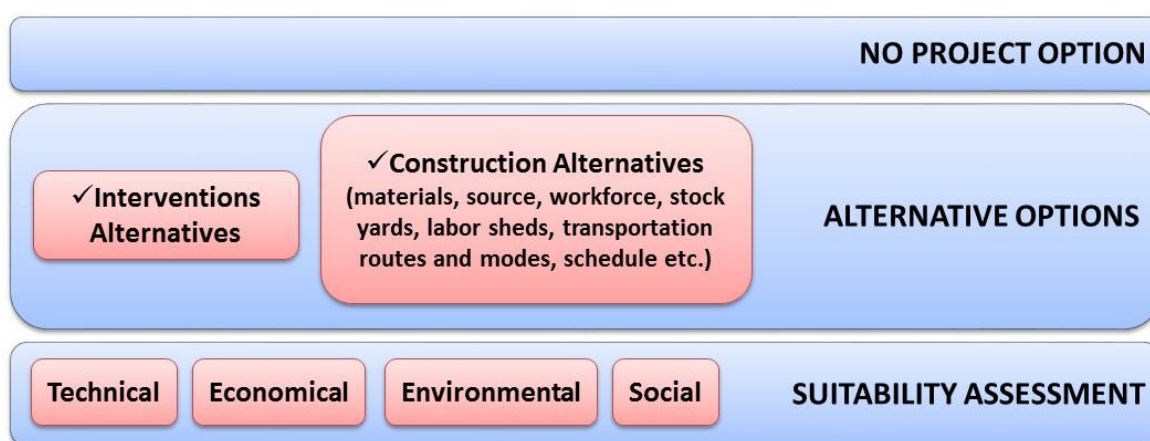 NO PROJECT OPTION
✓Interventions
Alternatives
✓Construction Alternatives
(materials, source, workforce, stock
yards, labor sheds, transportation
routes and modes, schedule etc.)
ALTERNATIVE OPTIONS
Technical
Economical
Environmental
Social
SUITABILITY ASSESSMENT